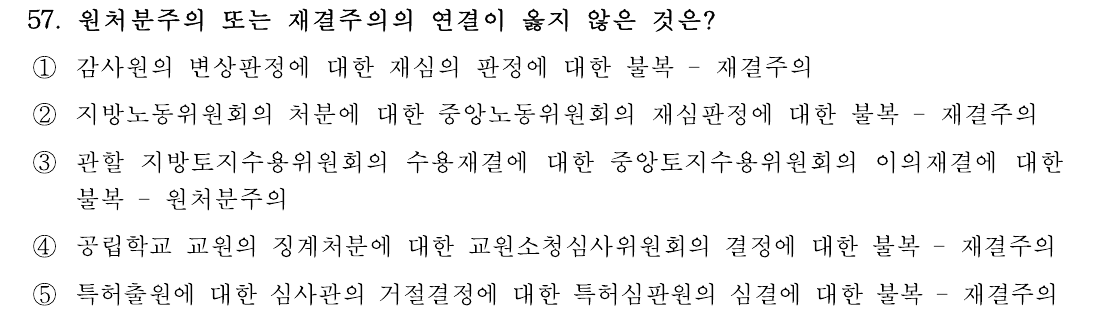 57. 원처분주의 또는 재결주의의 연결이 옳지 않은 것은?
① 감사원의 변상판정에 대한 재심의 판정에 대한 불복 - 재결주의
② 지방노동위원회의 처분에 대한 중앙노동위원회의 재심판정에 대한 불복 - 재결주의
③ 관할 지방토지수용위원회의 수용재결에 대한 중앙토지수용위원회의 이의재결에 대한
불복 - 원처분주의
④ 공립학교 교원의 징계처분에 대한 교원소청심사위원회의 결정에 대한 불복 - 재결주의
⑤ 특허출원에 대한 심사관의 거절결정에 대한 특허심판원의 심결에 대한 불복 - 재결주의